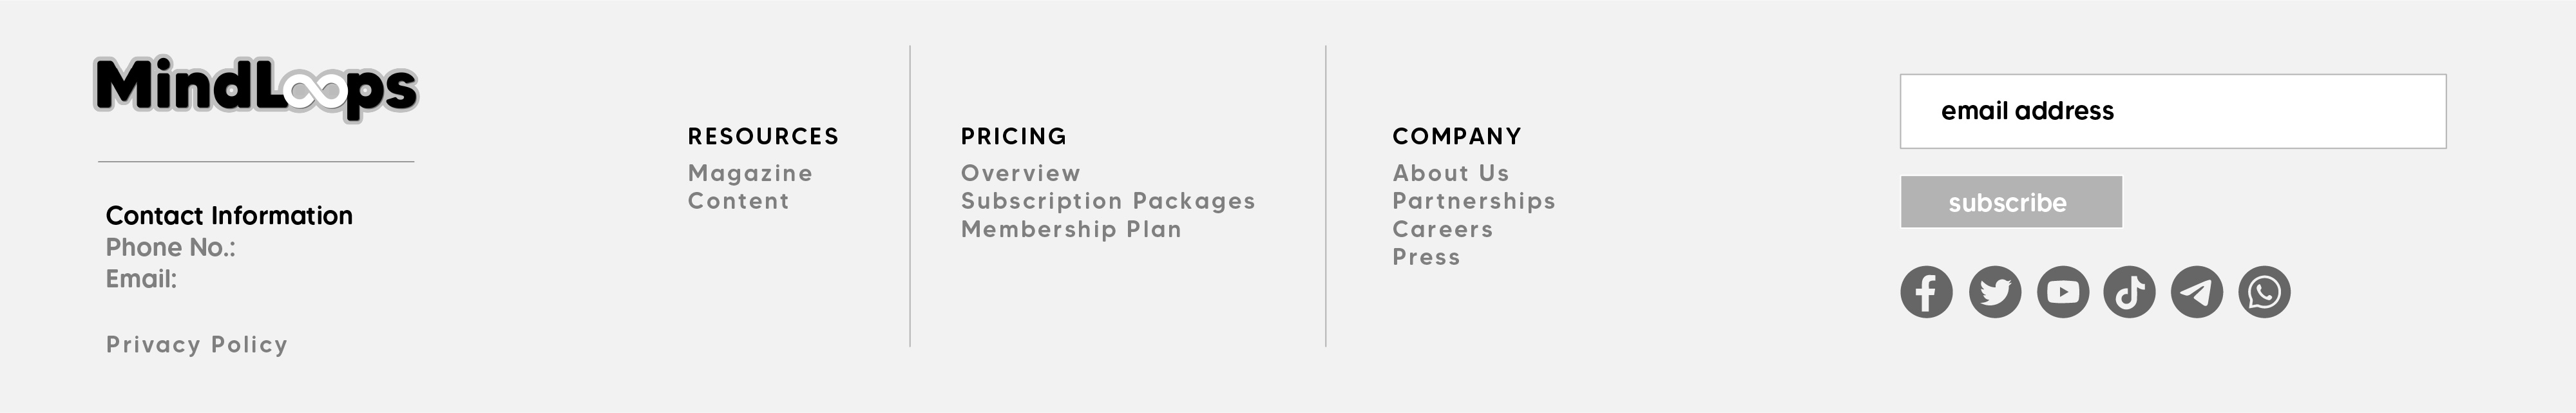 MindLoops
Contact Information
Phone No.:
Email:
Privacy Policy
RESOURCES
Magazine
Content
PRICING
Overview
Subscription Packages
Membership Plan
COMPANY
About Us
Partnerships
Careers
Press
email address
subscribe